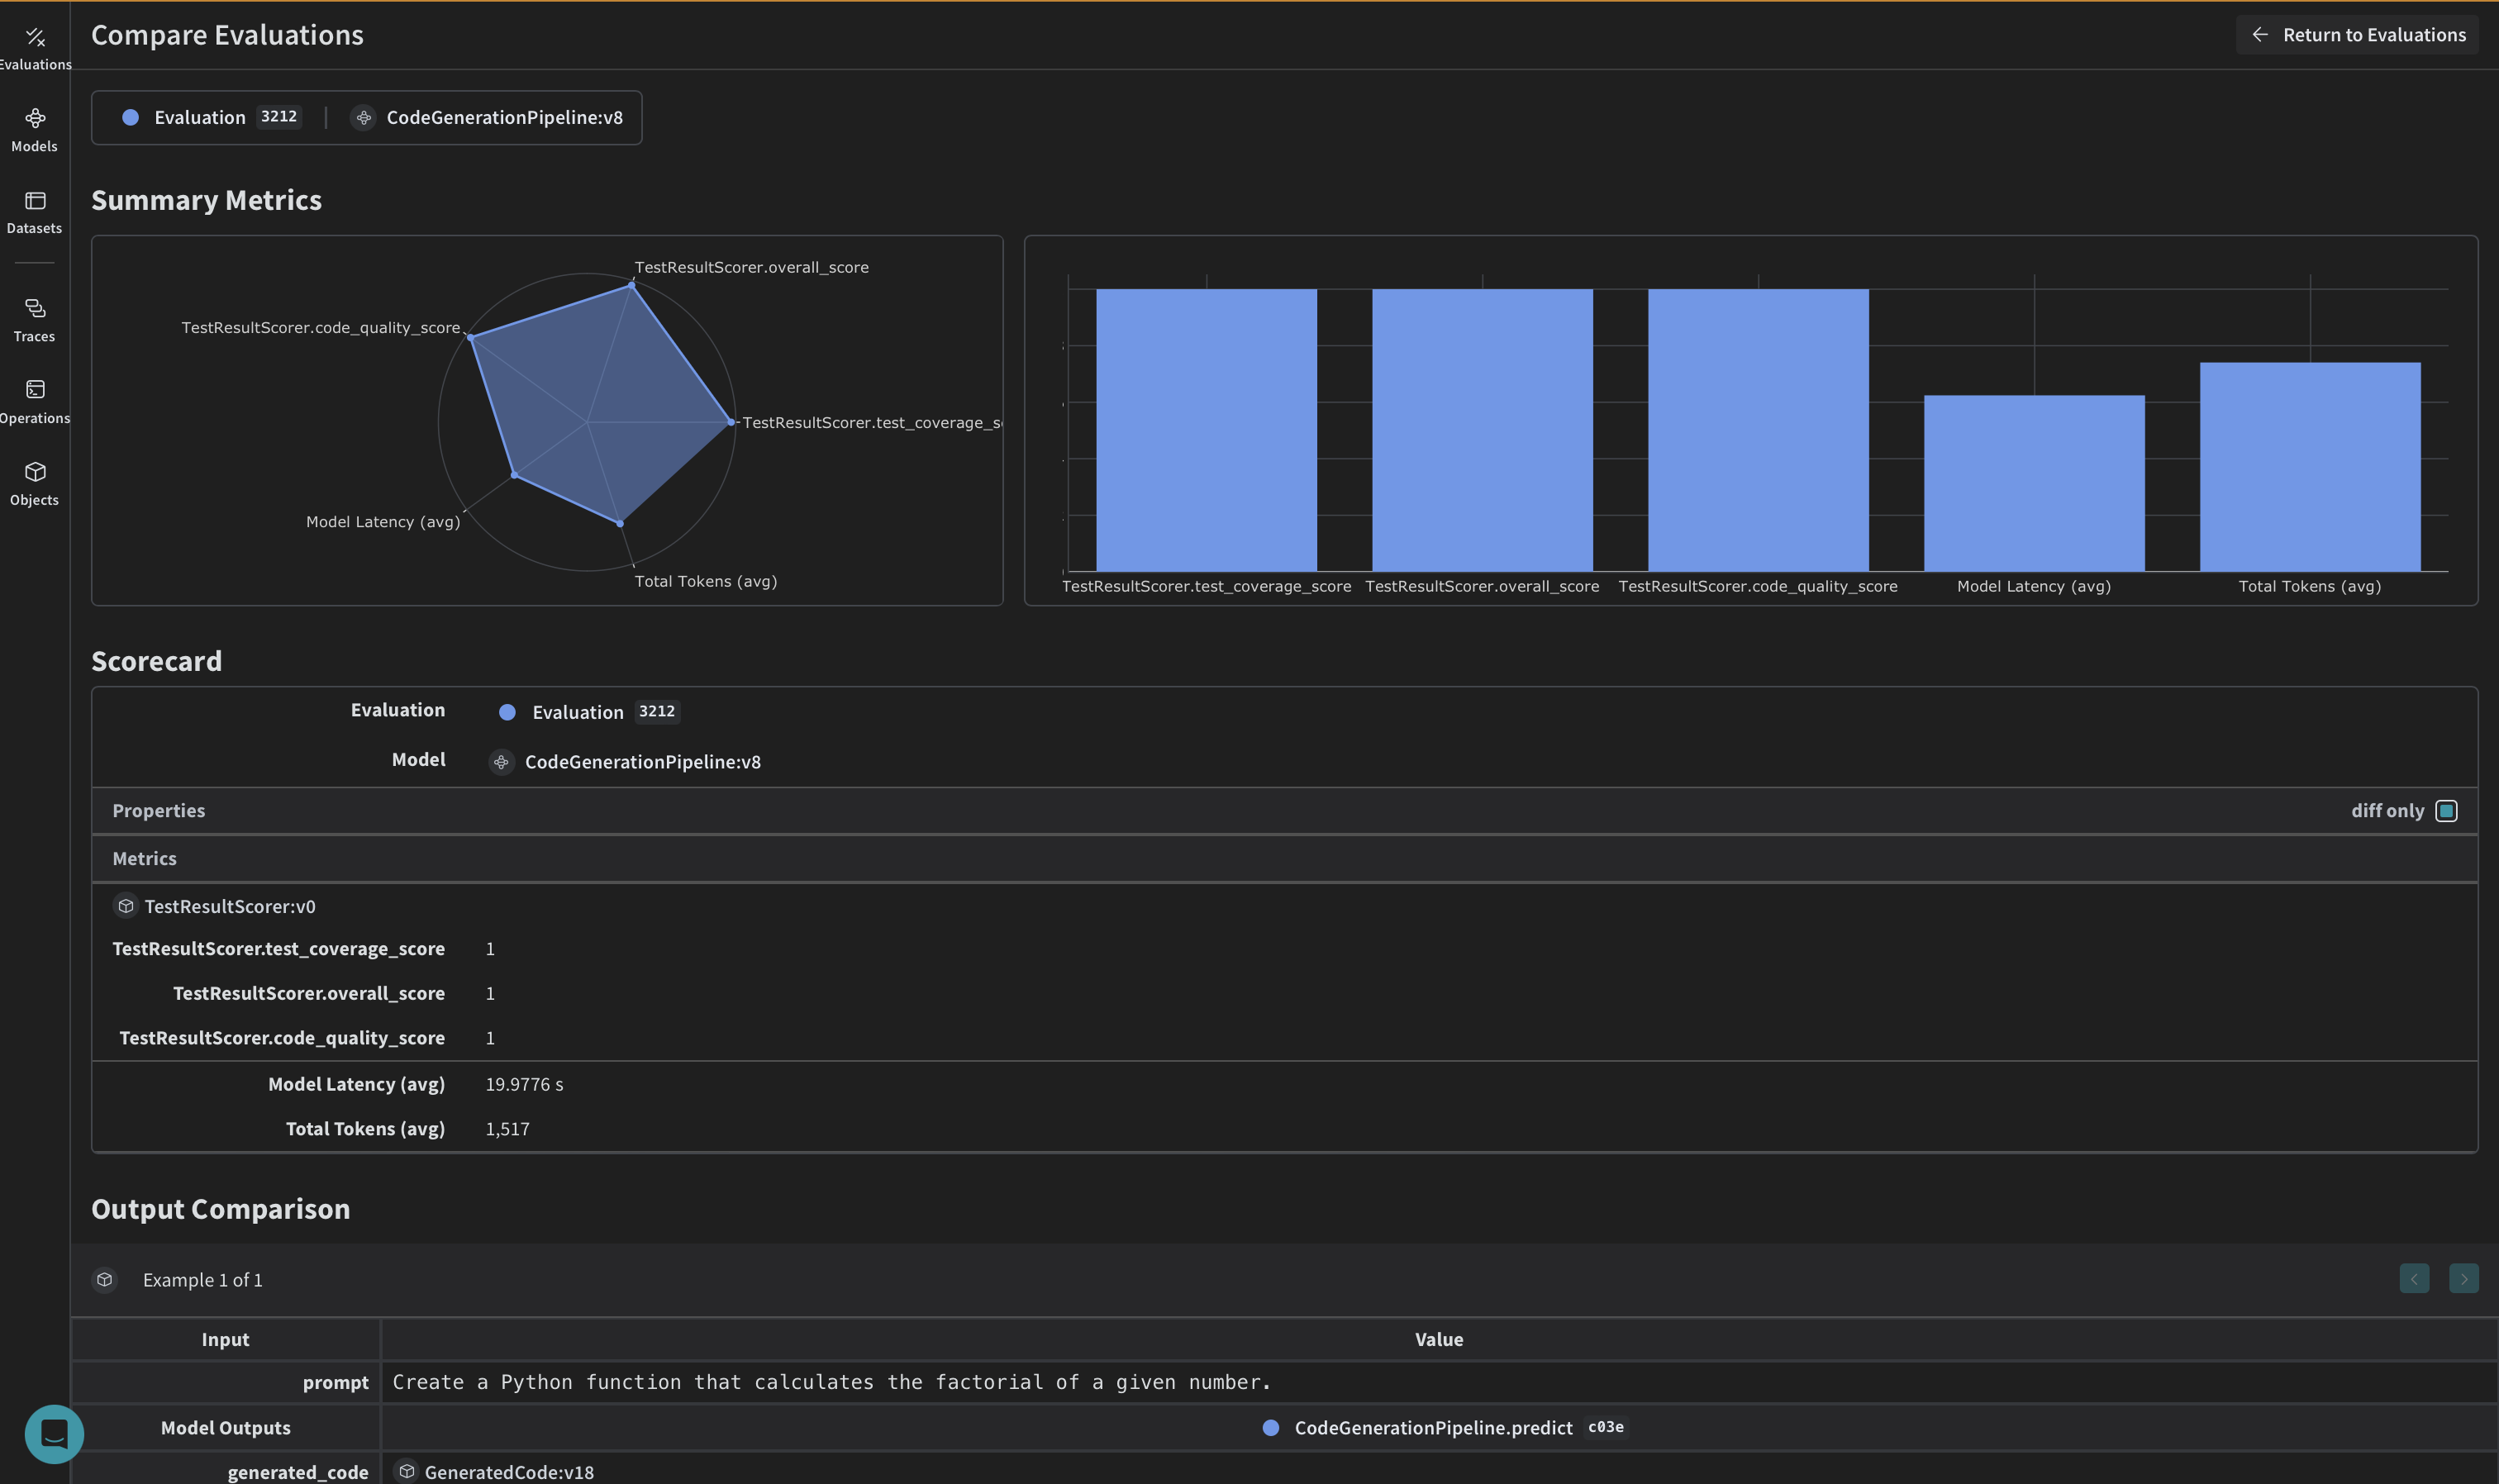 Compare Evaluations
Return to Evaluations
Evaluations
Models
Datasets
Traces
Operations
Objects
Evaluation 3212 CodeGenerationPipeline:v8
Summary Metrics
TestResultScorer.overall_score
TestResultScorer.code_quality_score
TestResultScorer.test_coverage_s
Model Latency (avg)
Total Tokens (avg)
TestResultScorer.test_coverage_score TestResultScorer.overall_score TestResultScorer.code_quality_score Model Latency (avg) Total Tokens (avg)
Scorecard
Evaluation Evaluation 3212
Model CodeGenerationPipeline:v8
Properties diff only
Metrics
TestResultScorer:v0
TestResultScorer.test_coverage_score 1
TestResultScorer.overall_score 1
TestResultScorer.code_quality_score 1
Model Latency (avg) 19.9776 s
Total Tokens (avg) 1,517
Output Comparison
Example 1 of 1
Input Value
prompt Create a Python function that calculates the factorial of a given number.
Model Outputs CodeGenerationPipeline.predict c03e
generated_code GeneratedCode:v18